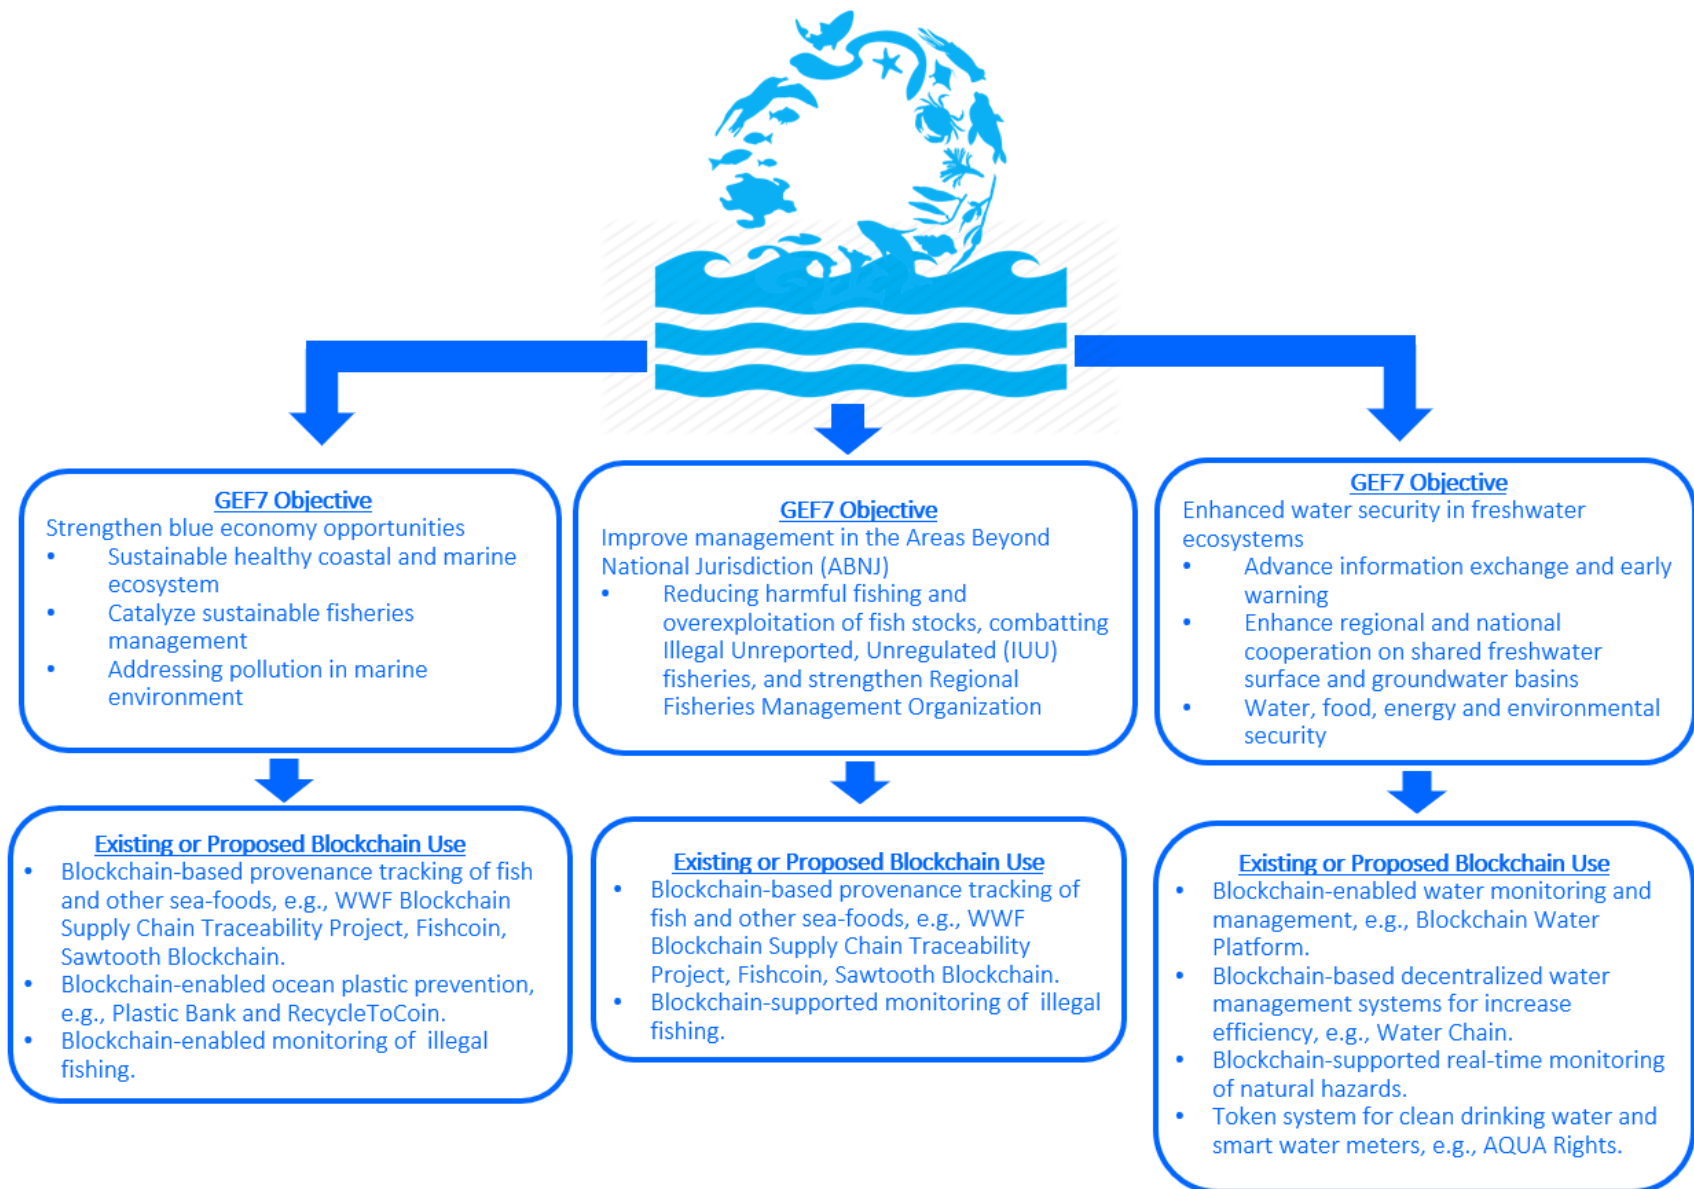 GEF7 Objective
Strengthen blue economy opportunities
• Sustainable healthy coastal and marine
ecosystem
• Catalyze sustainable fisheries
management
• Addressing pollution in marine
environment
GEF7 Objective
Improve management in the Areas Beyond
National Jurisdiction (ABNJ)
• Reducing harmful fishing and
overexploitation of fish stocks, combatting
Illegal Unreported, Unregulated (IUU)
fisheries, and strengthen Regional
Fisheries Management Organization
GEF7 Objective
Enhanced water security in freshwater
ecosystems
• Advance information exchange and early
warning
• Enhance regional and national
cooperation on shared freshwater
surface and groundwater basins
• Water, food, energy and environmental
security
Existing or Proposed Blockchain Use
• Blockchain-based provenance tracking of fish
and other sea-foods, e.g., WWF Blockchain
Supply Chain Traceability Project, Fishcoin,
Sawtooth Blockchain.
• Blockchain-enabled ocean plastic prevention,
e.g., Plastic Bank and RecycleToCoin.
• Blockchain-enabled monitoring of illegal
fishing.
Existing or Proposed Blockchain Use
• Blockchain-based provenance tracking of
fish and other sea-foods, e.g., WWF
Blockchain Supply Chain Traceability
Project, Fishcoin, Sawtooth Blockchain.
• Blockchain-supported monitoring of illegal
fishing.
Existing or Proposed Blockchain Use
• Blockchain-enabled water monitoring and
management, e.g., Blockchain Water
Platform.
• Blockchain-based decentralized water
management systems for increase
efficiency, e.g., Water Chain.
• Blockchain-supported real-time monitoring
of natural hazards.
• Token system for clean drinking water and
smart water meters, e.g., AQUA Rights.